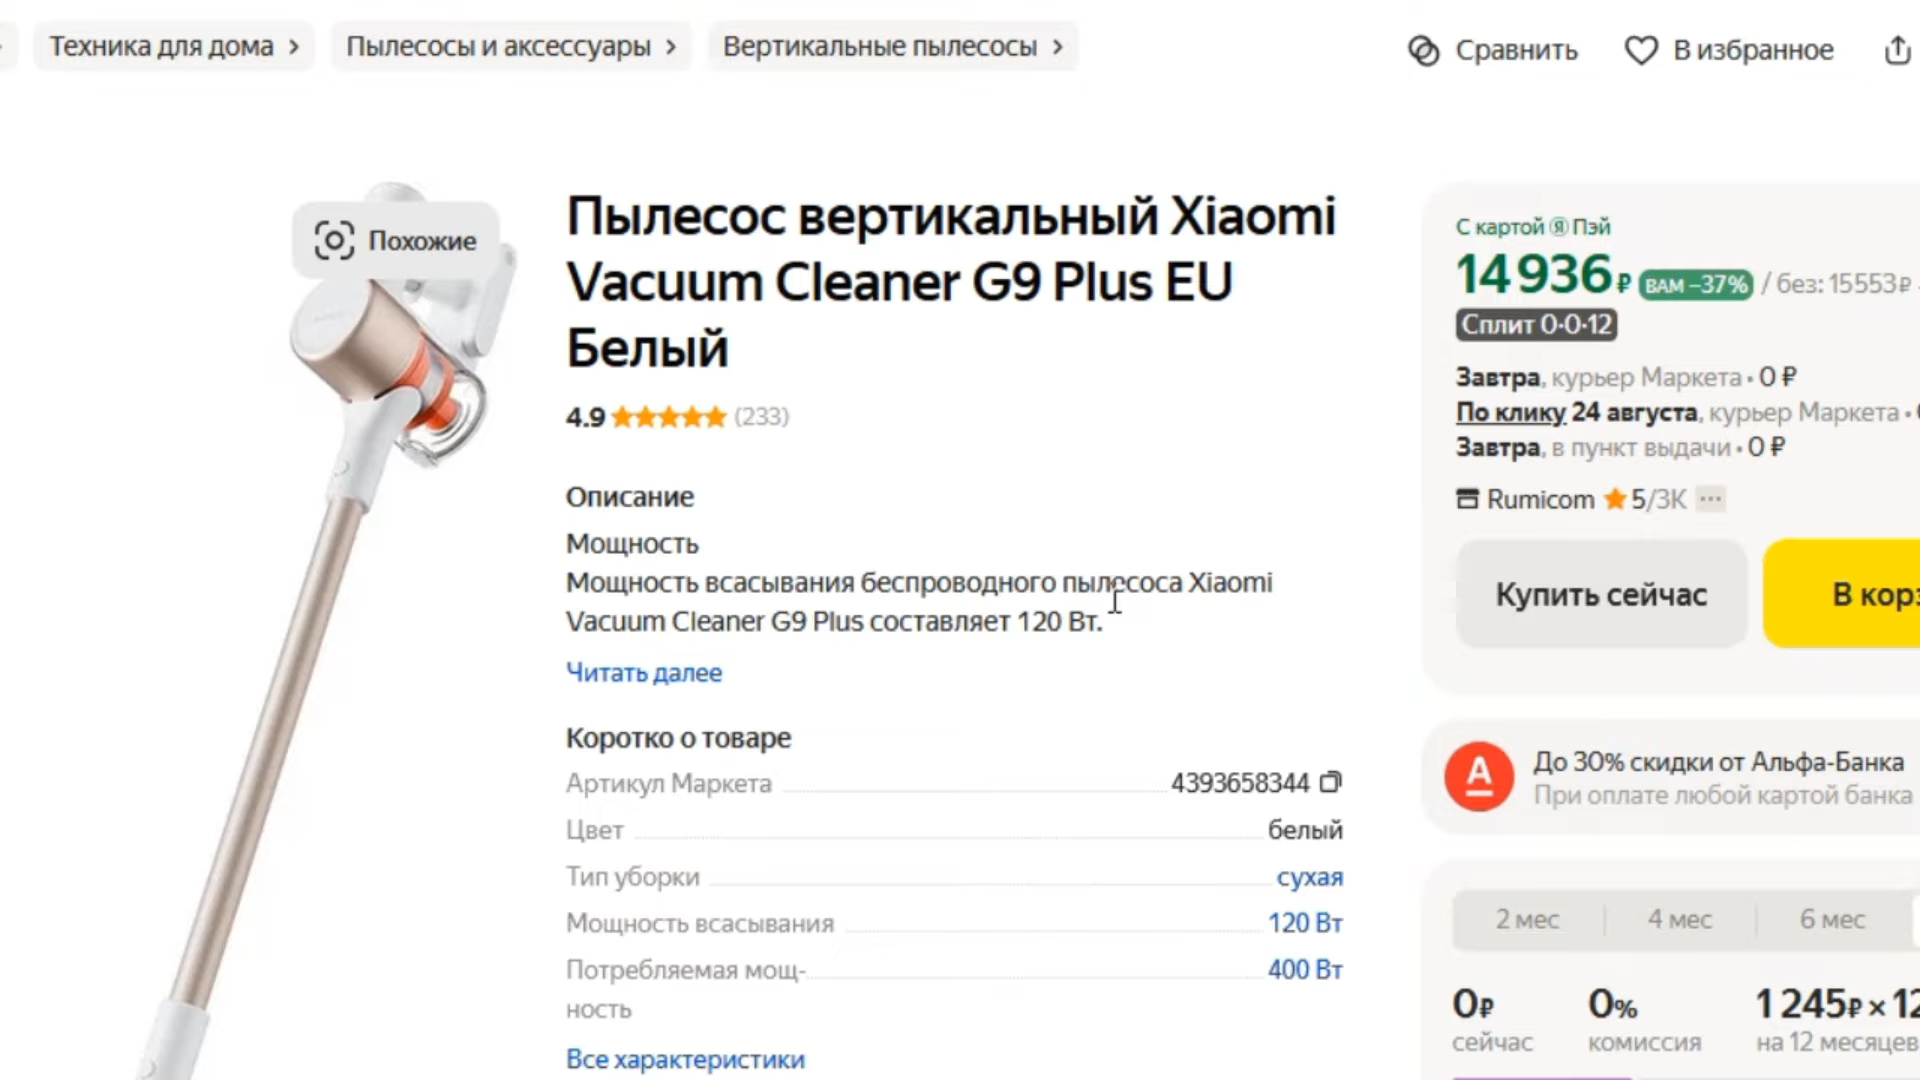 Техника для дома
Пылесосы и аксессуары
Вертикальные пылесосы
Сравнить
В избранное
Похожие
Пылесос вертикальный Xiaomi
Vacuum Cleaner G9 Plus EU
Белый
4.9 (233)
Описание
Мощность
Мощность всасывания беспроводного пылесоса Xiaomi
Vacuum Cleaner G9 Plus составляет 120 Вт.
Читать далее
Коротко о товаре
Артикул Маркета 4393658344
Цвет белый
Тип уборки сухая
Мощность всасывания 120 Вт
Потребляемая мощ- 400 Вт
ность
Все характеристики
С картой Я Пэй
14 936 ₽ ВАМ –37% / без: 15553 ₽
Сплит 0-0-12
Завтра, курьер Маркета • 0 ₽
По клику 24 августа, курьер Маркета •
Завтра, в пункт выдачи • 0 ₽
Rumicom 5/3K ···
Купить сейчас
В кор
До 30% скидки от Альфа-Банка
При оплате любой картой банка
2 мес
4 мес
6 мес
0₽ 0% 1 245₽ × 12
сейчас комиссия на 12 месяцев